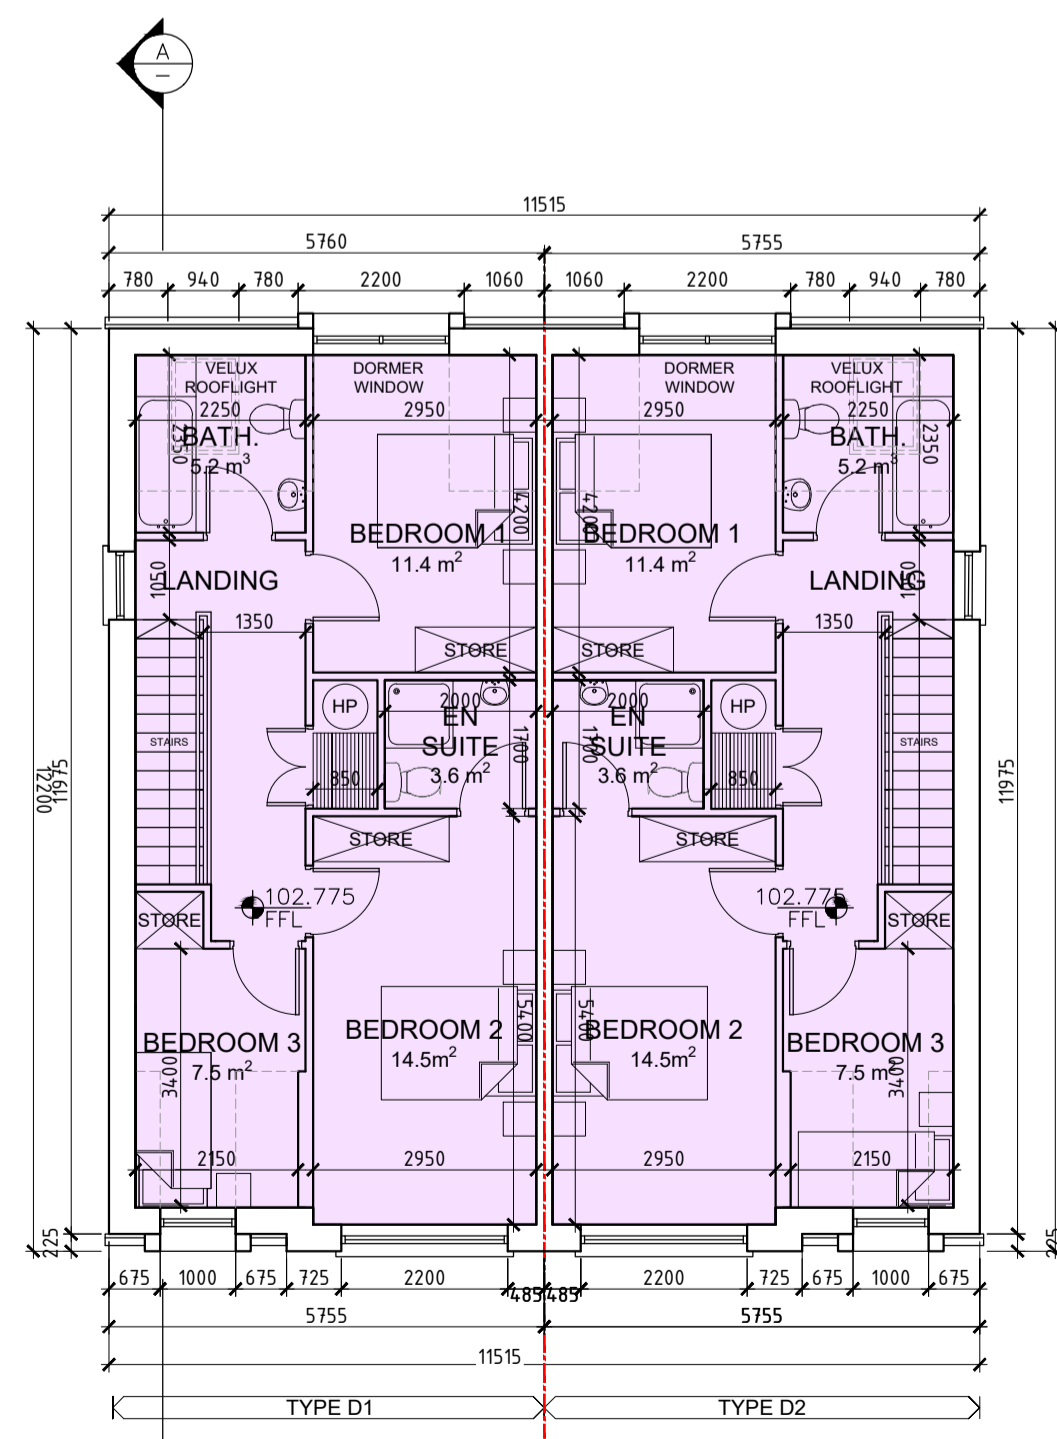 A
11515
5760 5755
780 940 780 2200 1060 1060 2200 780 940 780
VELUX ROOFLIGHT
DORMER WINDOW
DORMER WINDOW
VELUX ROOFLIGHT
2250 2950 2950 2250
2350 2350
BATH.
5.2 m³
BATH.
5.2 m³
4200 4200
BEDROOM 1
11.4 m²
BEDROOM 1
11.4 m²
LANDING LANDING
1050 1050
1350 1350
STORE STORE
HP HP
2000 2000
EN SUITE
3.6 m²
EN SUITE
3.6 m²
1700 1700
STAIRS STAIRS
850 850
12200 11975 11975
STORE STORE
102.775
FFL
102.775
FFL
STORE STORE
5400 5400
BEDROOM 3
7.5 m²
BEDROOM 2
14.5m²
BEDROOM 2
14.5m²
BEDROOM 3
7.5 m²
3400 3400
2150 2950 2950 2150
225 225
675 1000 675 725 2200 485 485 2200 725 675 1000 675
5755 5755
11515
TYPE D1 TYPE D2